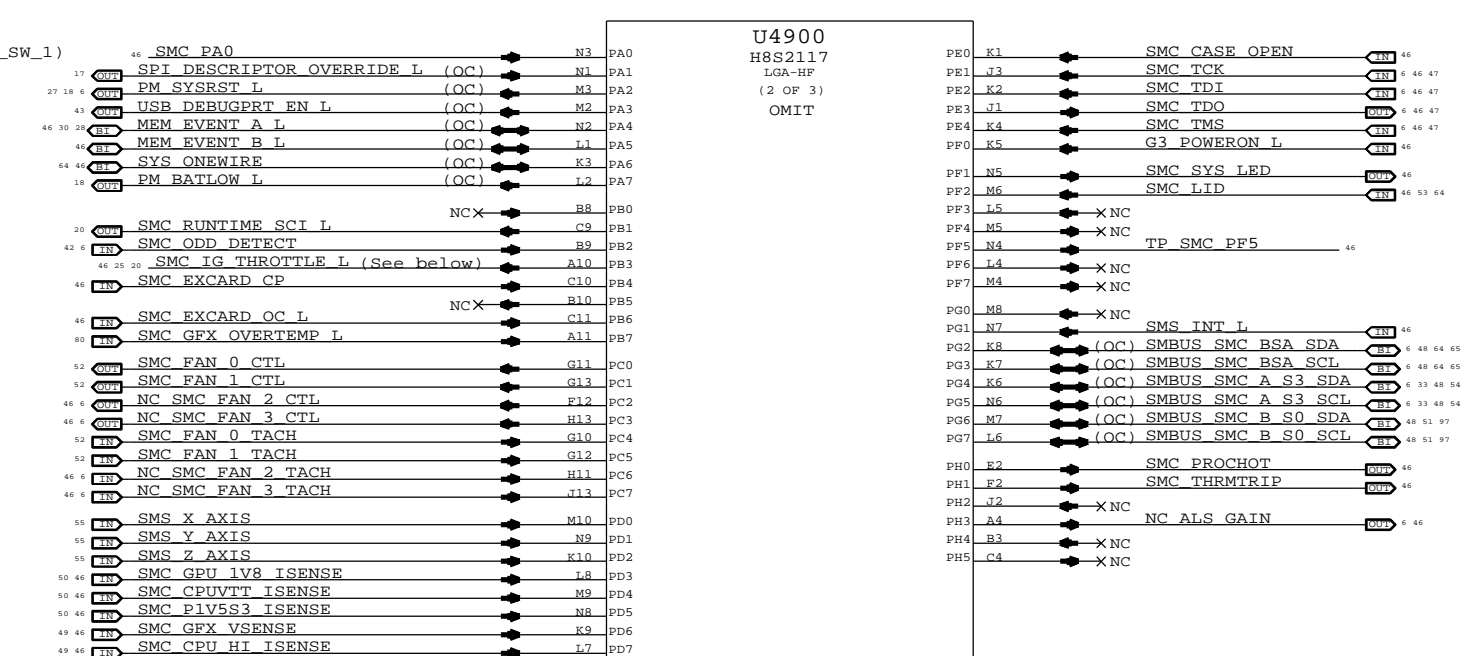 _SW_1) 46 SMC_PA0 N3 PA0
17 OUT SPI_DESCRIPTOR_OVERRIDE_L (OC) N1 PA1
27 18 6 OUT PM_SYSRST_L (OC) M3 PA2
43 OUT USB_DEBUGPRT_EN_L (OC) M2 PA3
46 30 28 BI MEM_EVENT_A_L (OC) N2 PA4
46 BI MEM_EVENT_B_L (OC) L1 PA5
64 46 BI SYS_ONEWIRE (OC) K3 PA6
18 OUT PM_BATLOW_L (OC) L2 PA7
NC B8 PB0
20 OUT SMC_RUNTIME_SCI_L C9 PB1
42 6 IN SMC_ODD_DETECT B9 PB2
46 25 20 SMC_IG_THROTTLE_L (See below) A10 PB3
46 IN SMC_EXCARD_CP C10 PB4
NC B10 PB5
46 IN SMC_EXCARD_OC_L C11 PB6
80 IN SMC_GFX_OVERTEMP_L A11 PB7
52 OUT SMC_FAN_0_CTL G11 PC0
52 OUT SMC_FAN_1_CTL G13 PC1
46 6 OUT NC_SMC_FAN_2_CTL F12 PC2
46 6 OUT NC_SMC_FAN_3_CTL H13 PC3
52 IN SMC_FAN_0_TACH G10 PC4
52 IN SMC_FAN_1_TACH G12 PC5
46 6 IN NC_SMC_FAN_2_TACH H11 PC6
46 6 IN NC_SMC_FAN_3_TACH J13 PC7
55 IN SMS_X_AXIS M10 PD0
55 IN SMS_Y_AXIS N9 PD1
55 IN SMS_Z_AXIS K10 PD2
50 46 IN SMC_GPU_1V8_ISENSE L8 PD3
50 46 IN SMC_CPUVTT_ISENSE M9 PD4
50 46 IN SMC_P1V5S3_ISENSE N8 PD5
49 46 IN SMC_GFX_VSENSE K9 PD6
49 46 IN SMC_CPU_HI_ISENSE L7 PD7
U4900
H8S2117
LGA-HF
(2 OF 3)
OMIT
PE0 K1 SMC_CASE_OPEN IN 46
PE1 J3 SMC_TCK IN 6 46 47
PE2 K2 SMC_TDI IN 6 46 47
PE3 J1 SMC_TDO OUT 6 46 47
PE4 K4 SMC_TMS IN 6 46 47
PF0 K5 G3_POWERON_L IN 46
PF1 N5 SMC_SYS_LED OUT 46
PF2 M6 SMC_LID IN 46 53 64
PF3 L5 NC
PF4 M5 NC
PF5 N4 TP_SMC_PF5 46
PF6 L4 NC
PF7 M4 NC
PG0 M8 NC
PG1 N7 SMS_INT_L IN 46
PG2 K8 (OC) SMBUS_SMC_BSA_SDA BI 6 48 64 65
PG3 K7 (OC) SMBUS_SMC_BSA_SCL BI 6 48 64 65
PG4 K6 (OC) SMBUS_SMC_A_S3_SDA BI 6 33 48 54
PG5 N6 (OC) SMBUS_SMC_A_S3_SCL BI 6 33 48 54
PG6 M7 (OC) SMBUS_SMC_B_S0_SDA BI 48 51 97
PG7 L6 (OC) SMBUS_SMC_B_S0_SCL BI 48 51 97
PH0 E2 SMC_PROCHOT OUT 46
PH1 F2 SMC_THRMTRIP OUT 46
PH2 J2 NC
PH3 A4 NC_ALS_GAIN OUT 6 46
PH4 B3 NC
PH5 C4 NC